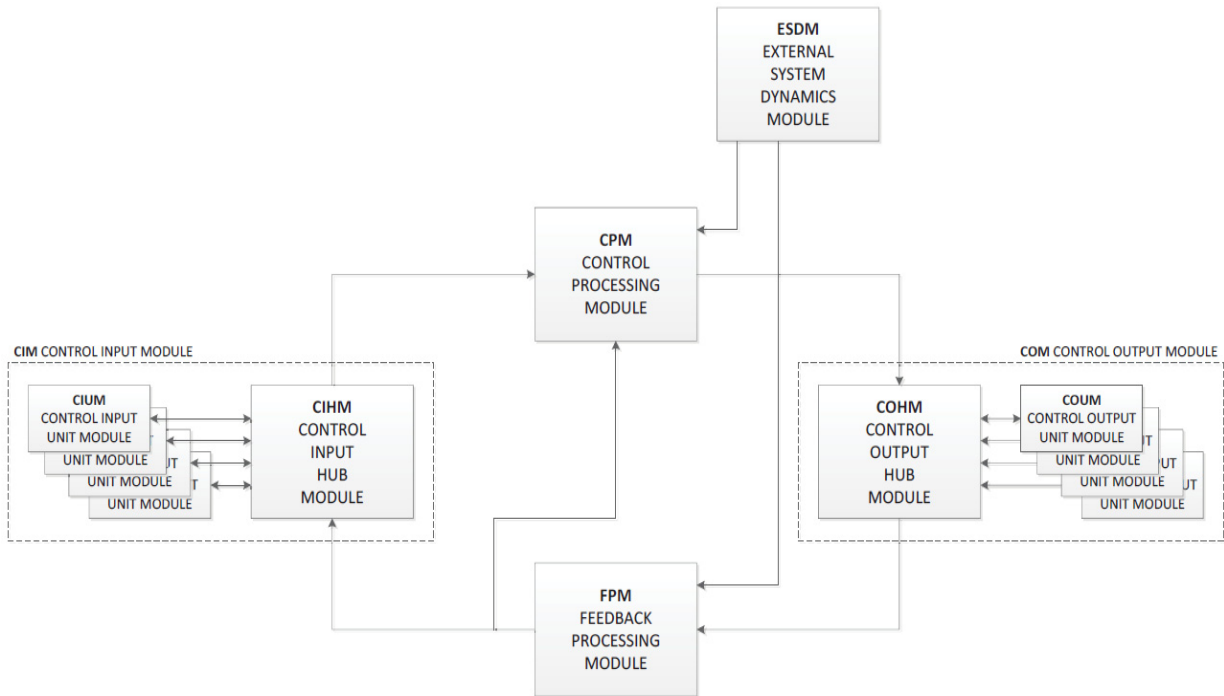 ESDM
EXTERNAL
SYSTEM
DYNAMICS
MODULE
CPM
CONTROL
PROCESSING
MODULE
CIM CONTROL INPUT MODULE
COM CONTROL OUTPUT MODULE
CIUM
CONTROL INPUT
UNIT MODULE
UNIT MODULE
UNIT MODULE
UNIT MODULE
CIHM
CONTROL
INPUT
HUB
MODULE
COHM
CONTROL
OUTPUT
HUB
MODULE
COUM
CONTROL OUTPUT
UNIT MODULE
UNIT MODULE
UNIT MODULE
UNIT MODULE
FPM
FEEDBACK
PROCESSING
MODULE